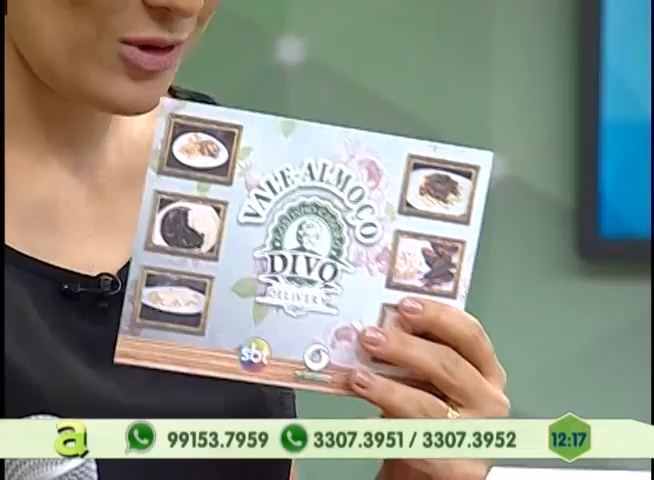 VALE-ALMOÇO
DIVO
DELIVERY
sbt
a 99153.7959 3307.3951 / 3307.3952 12:17